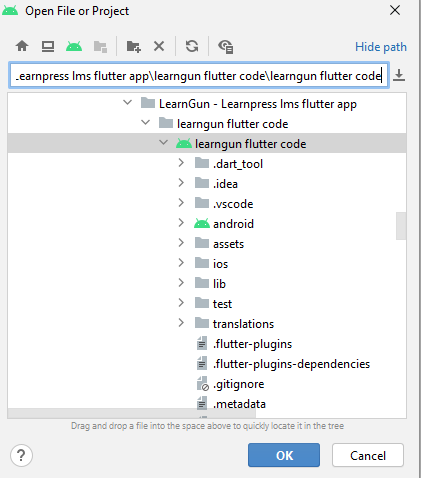 Open File or Project
Hide path
.earnpress lms flutter app\learngun flutter code\learngun flutter code
LearnGun - Learnpress lms flutter app
learngun flutter code
learngun flutter code
.dart_tool
.idea
.vscode
android
assets
ios
lib
test
translations
.flutter-plugins
.flutter-plugins-dependencies
.gitignore
.metadata
Drag and drop a file into the space above to quickly locate it in the tree
?
OK
Cancel